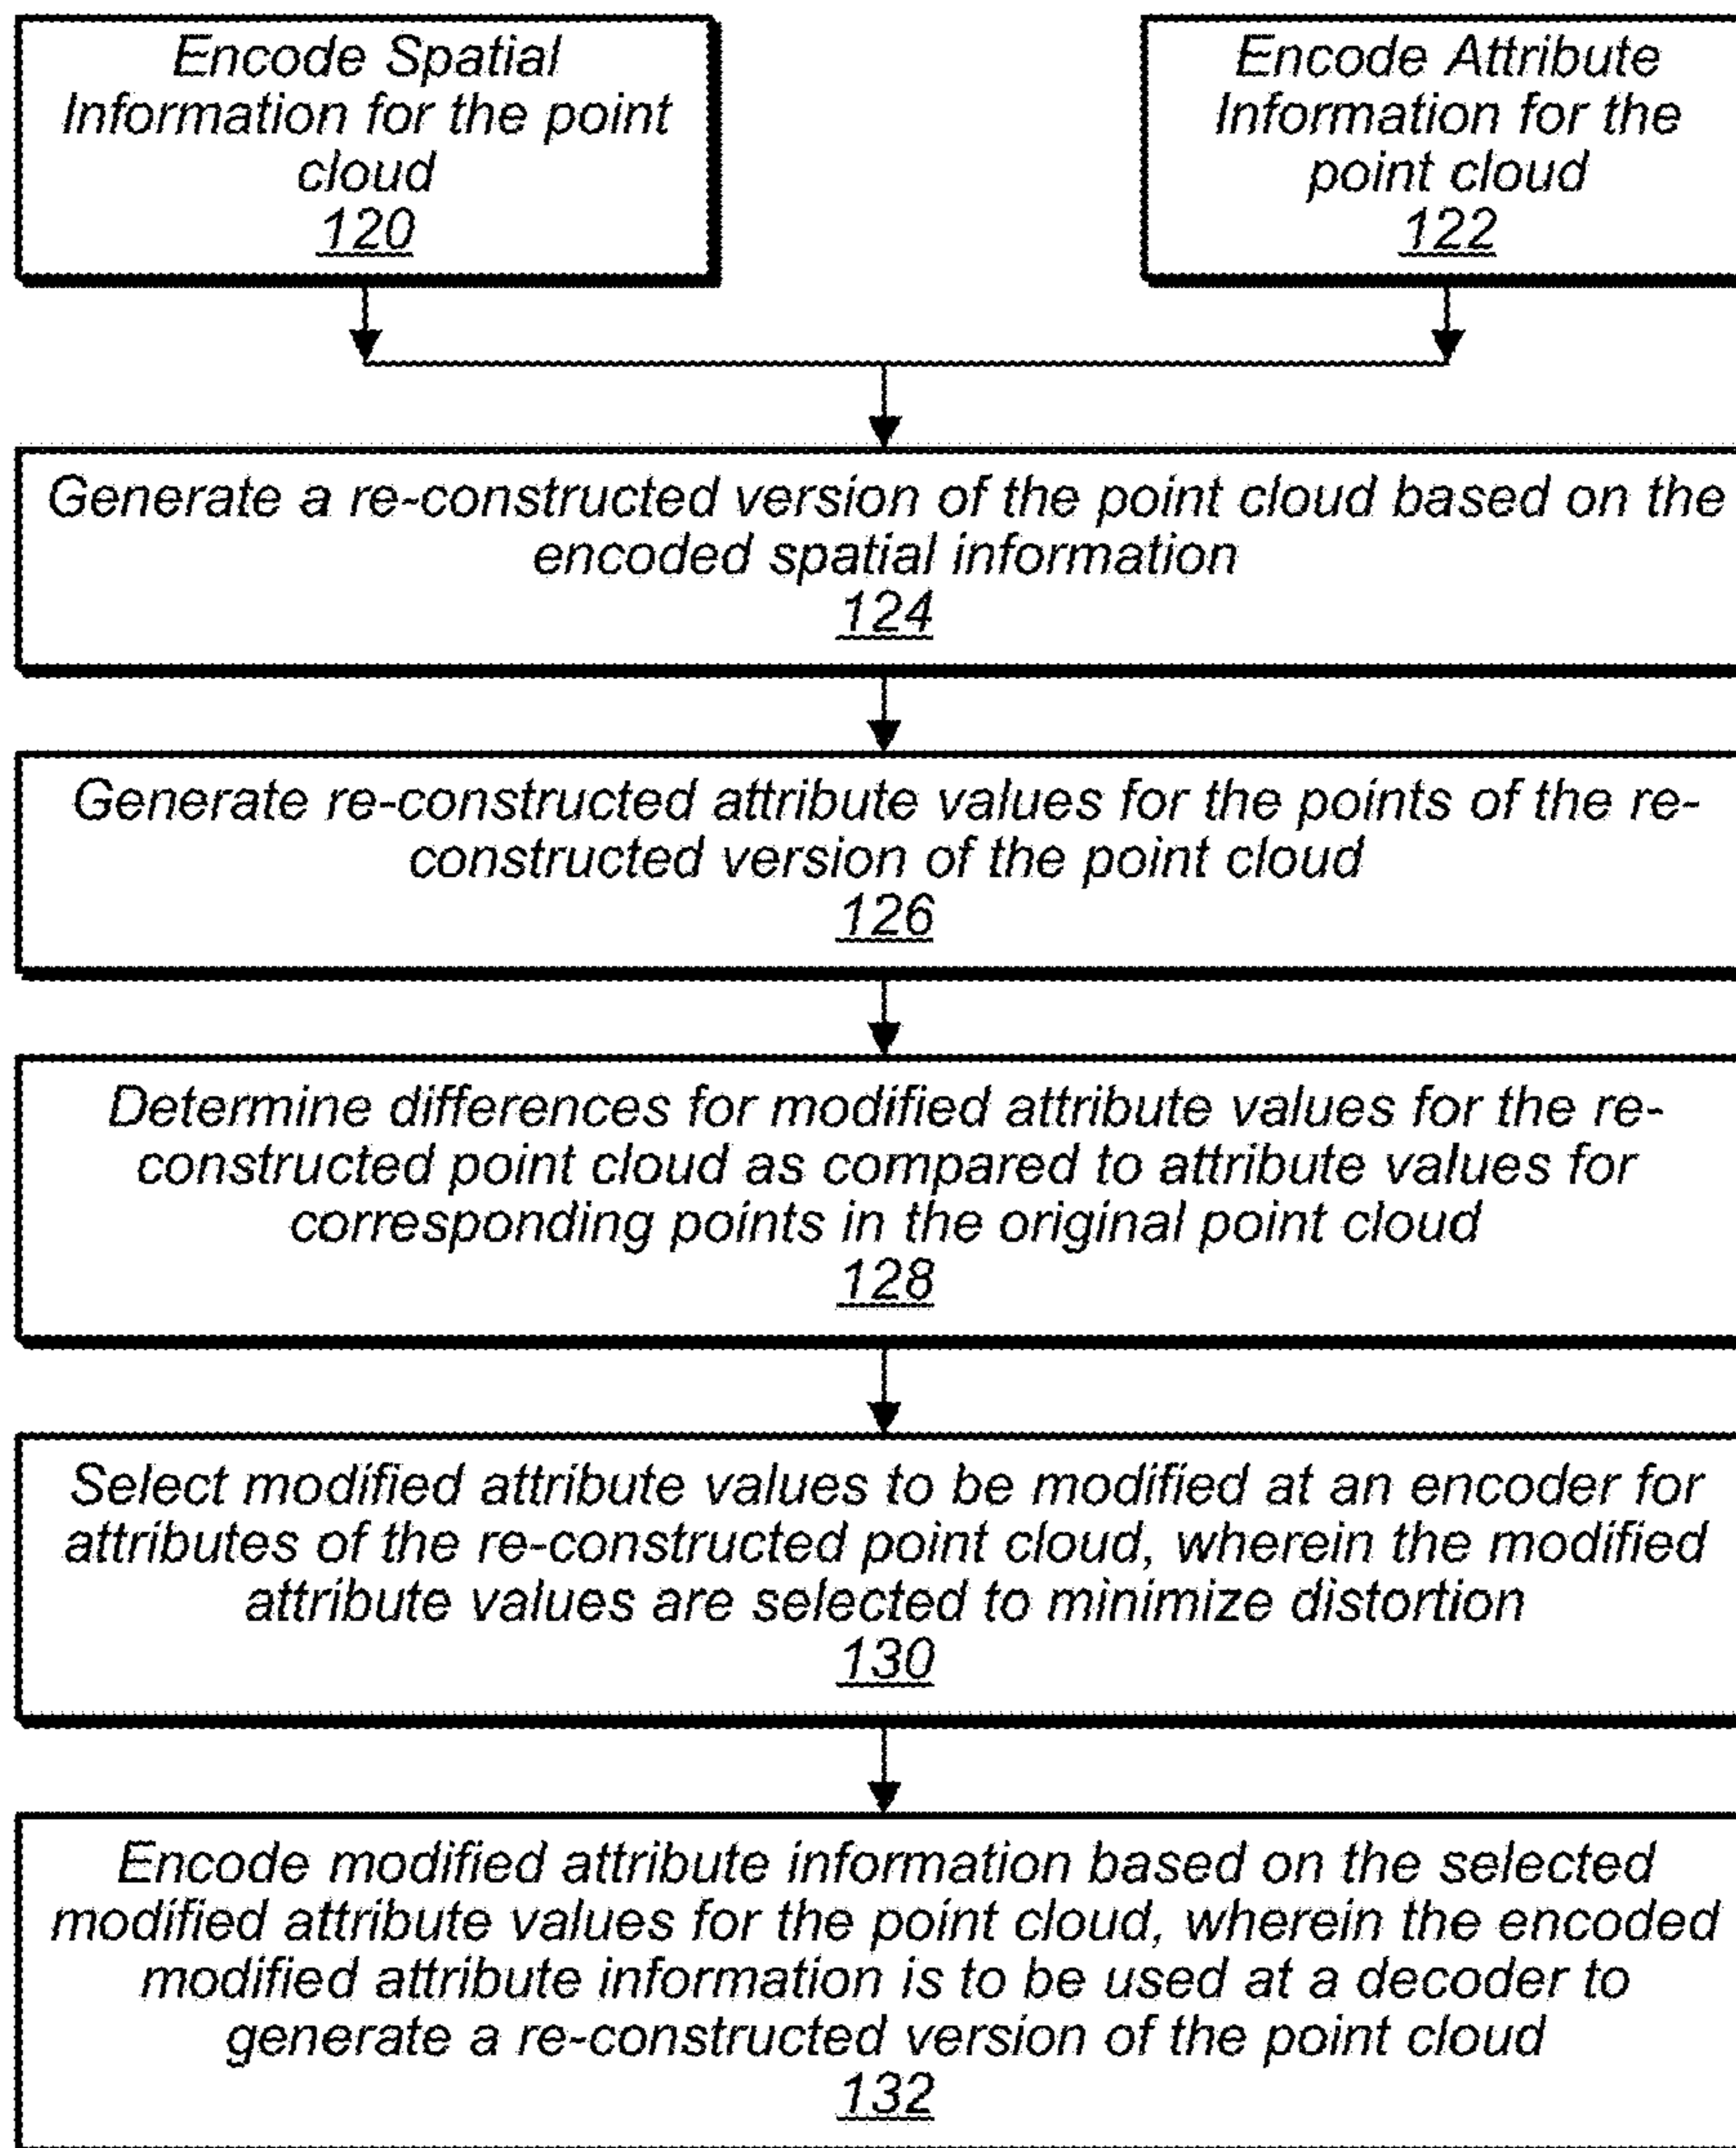 Encode Spatial
Information for the point
cloud
120
Encode Attribute
Information for the
point cloud
122
Generate a re-constructed version of the point cloud based on the
encoded spatial information
124
Generate re-constructed attribute values for the points of the re-
constructed version of the point cloud
126
Determine differences for modified attribute values for the re-
constructed point cloud as compared to attribute values for
corresponding points in the original point cloud
128
Select modified attribute values to be modified at an encoder for
attributes of the re-constructed point cloud, wherein the modified
attribute values are selected to minimize distortion
130
Encode modified attribute information based on the selected
modified attribute values for the point cloud, wherein the encoded
modified attribute information is to be used at a decoder to
generate a re-constructed version of the point cloud
132